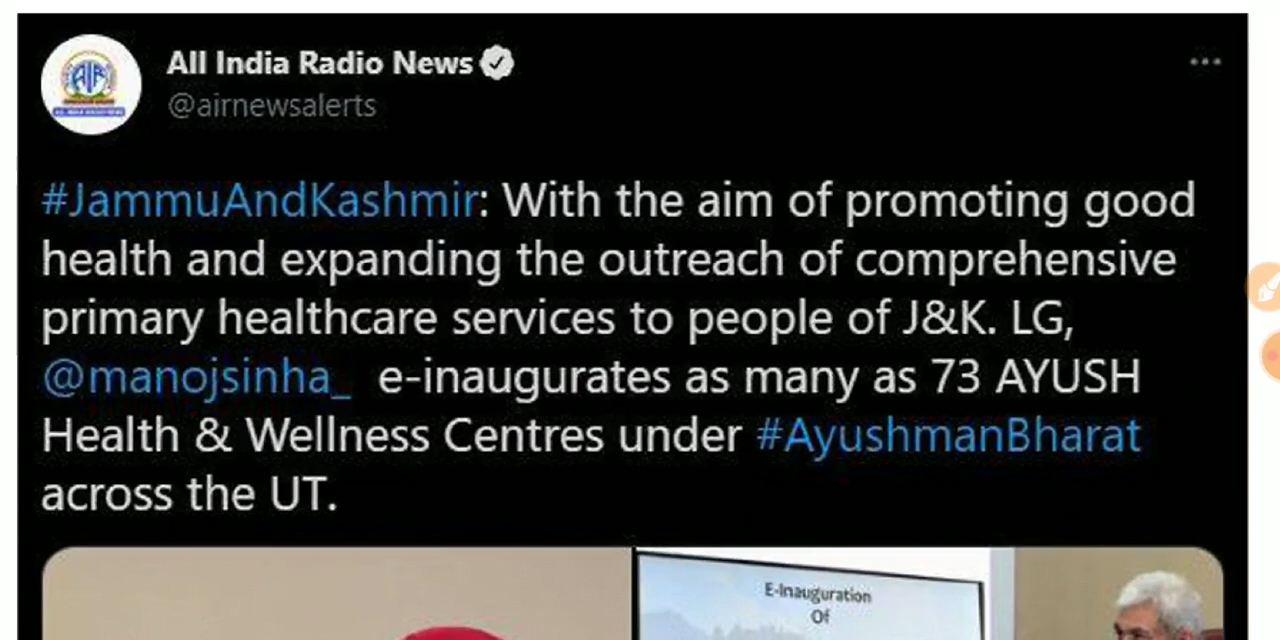 All India Radio News
@airnewsalerts
#JammuAndKashmir: With the aim of promoting good
health and expanding the outreach of comprehensive
primary healthcare services to people of J&K. LG,
@manojsinha_ e-inaugurates as many as 73 AYUSH
Health & Wellness Centres under #AyushmanBharat
across the UT.
E-Inauguration
Of